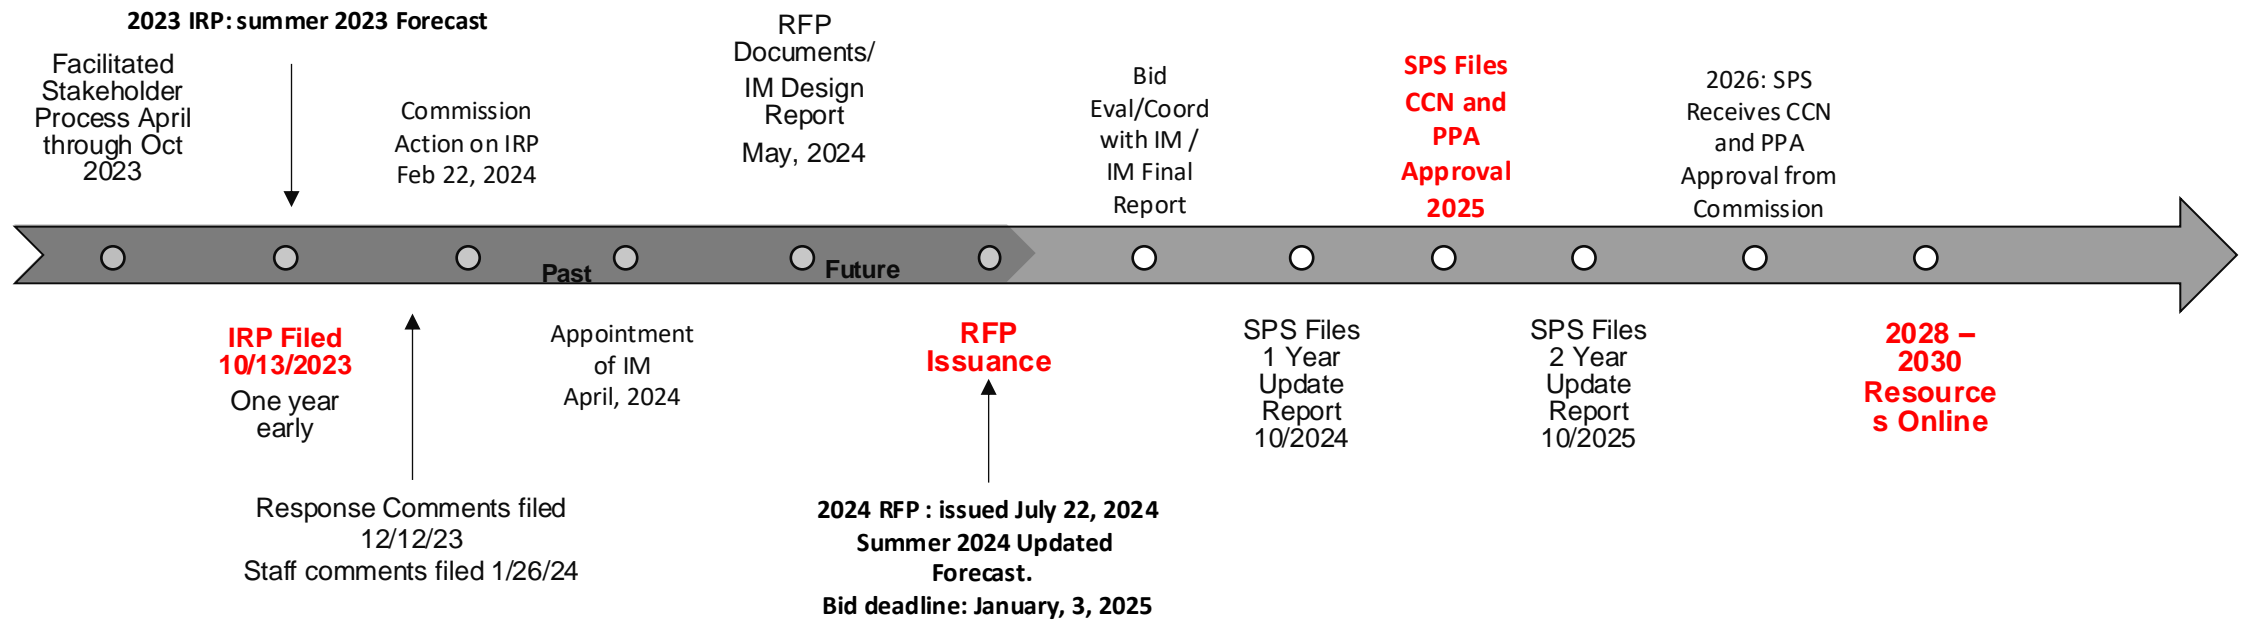 2023 IRP: summer 2023 Forecast
Facilitated
Stakeholder
Process April
through Oct
2023
Commission
Action on IRP
Feb 22, 2024
RFP
Documents/
IM Design
Report
May, 2024
Bid
Eval/Coord
with IM /
IM Final
Report
SPS Files
CCN and
PPA
Approval
2025
2026: SPS
Receives CCN
and PPA
Approval from
Commission
Past
Future
IRP Filed
10/13/2023
One year
early
Appointment
of IM
April, 2024
RFP
Issuance
SPS Files
1 Year
Update
Report
10/2024
SPS Files
2 Year
Update
Report
10/2025
2028 –
2030
Resource
s Online
Response Comments filed
12/12/23
Staff comments filed 1/26/24
2024 RFP : issued July 22, 2024
Summer 2024 Updated
Forecast.
Bid deadline: January, 3, 2025